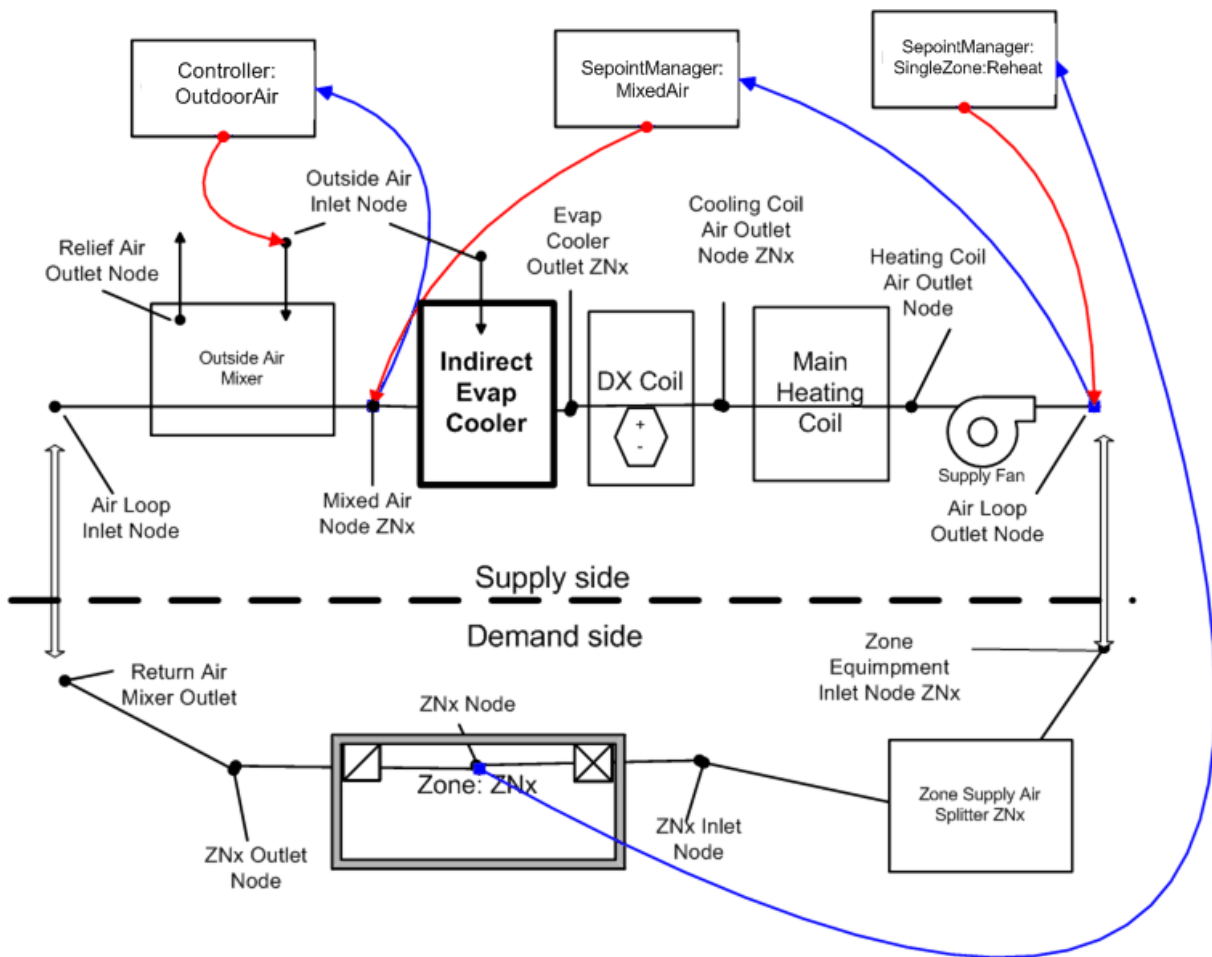 Controller:
OutdoorAir
SepointManager:
MixedAir
SepointManager:
SingleZone:Reheat
Outside Air
Inlet Node
Relief Air
Outlet Node
Evap
Cooler
Outlet ZNx
Cooling Coil
Air Outlet
Node ZNx
Heating Coil
Air Outlet
Node
Outside Air
Mixer
Indirect
Evap
Cooler
DX Coil
+
-
Main
Heating
Coil
Supply Fan
Air Loop
Inlet Node
Mixed Air
Node ZNx
Air Loop
Outlet Node
Supply side
Demand side
Return Air
Mixer Outlet
ZNx Node
Zone
Equimpment
Inlet Node ZNx
Zone: ZNx
Zone Supply Air
Splitter ZNx
ZNx Outlet
Node
ZNx Inlet
Node